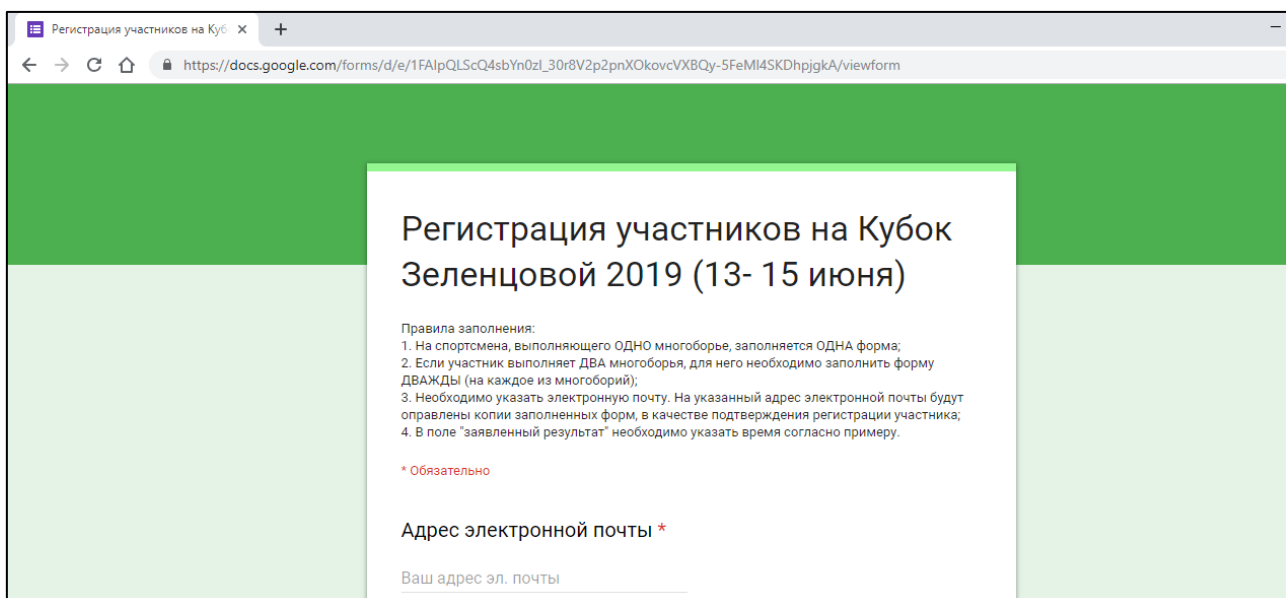 Регистрация участников на Куб
https://docs.google.com/forms/d/e/1FAIpQLScQ4sbYn0zI_30r8V2p2pnXOkovcVXBQy-5FeMI4SKDhpjgkA/viewform
Регистрация участников на Кубок
Зеленцовой 2019 (13- 15 июня)
Правила заполнения:
1. На спортсмена, выполняющего ОДНО многоборье, заполняется ОДНА форма;
2. Если участник выполняет ДВА многоборья, для него необходимо заполнить форму
ДВАЖДЫ (на каждое из многоборий);
3. Необходимо указать электронную почту. На указанный адрес электронной почты будут
оправлены копии заполненных форм, в качестве подтверждения регистрации участника;
4. В поле "заявленный результат" необходимо указать время согласно примеру.
* Обязательно
Адрес электронной почты *
Ваш адрес эл. почты